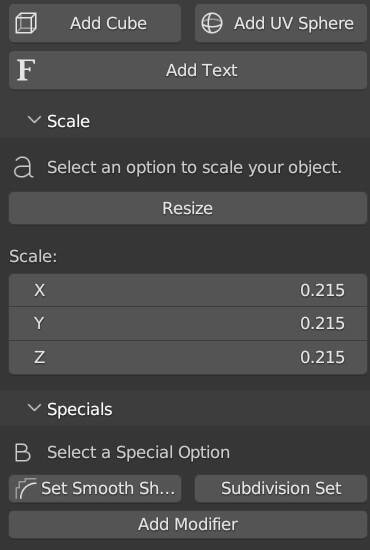 Add Cube Add UV Sphere
F Add Text
Scale
a Select an option to scale your object.
Resize
Scale:
X 0.215
Y 0.215
Z 0.215
Specials
B Select a Special Option
Set Smooth Sh... Subdivision Set
Add Modifier